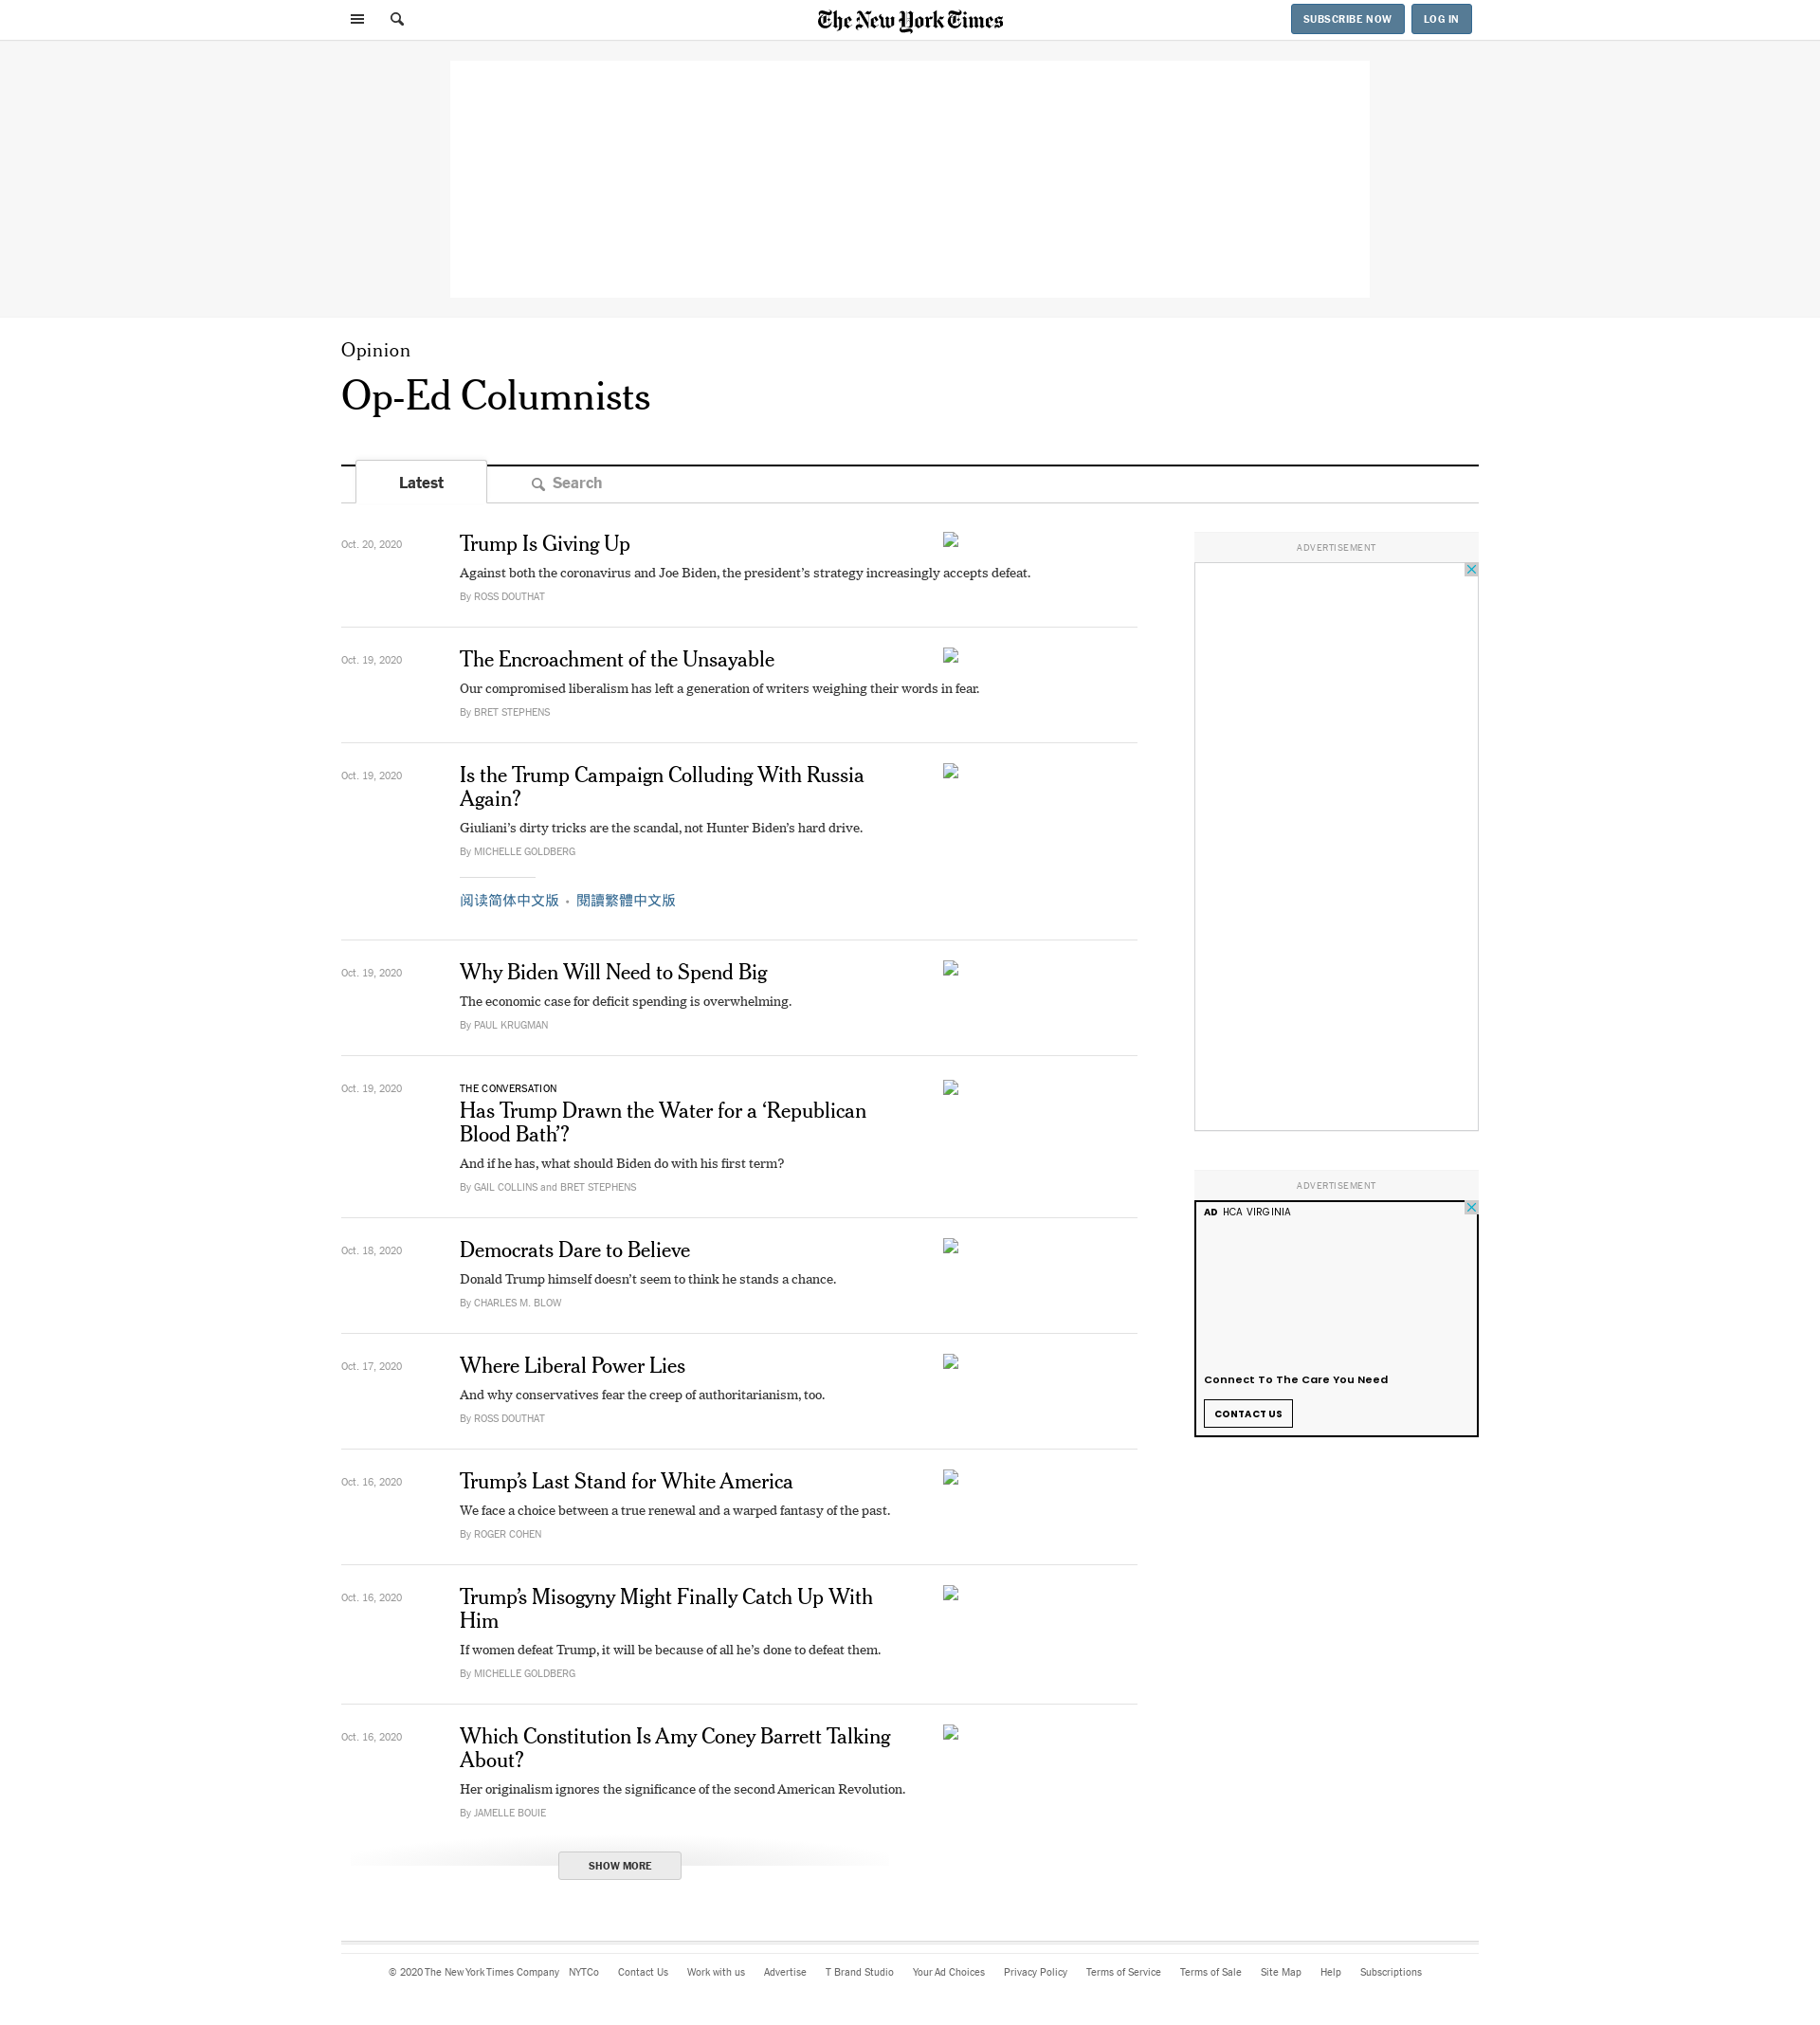 The New York Times
SUBSCRIBE NOW
LOG IN
Opinion
Op-Ed Columnists
Latest
Search
Oct. 20, 2020
Trump Is Giving Up
Against both the coronavirus and Joe Biden, the president’s strategy increasingly accepts defeat.
By ROSS DOUTHAT
Oct. 19, 2020
The Encroachment of the Unsayable
Our compromised liberalism has left a generation of writers weighing their words in fear.
By BRET STEPHENS
Oct. 19, 2020
Is the Trump Campaign Colluding With Russia
Again?
Giuliani’s dirty tricks are the scandal, not Hunter Biden’s hard drive.
By MICHELLE GOLDBERG
阅读简体中文版 • 閱讀繁體中文版
Oct. 19, 2020
Why Biden Will Need to Spend Big
The economic case for deficit spending is overwhelming.
By PAUL KRUGMAN
Oct. 19, 2020
THE CONVERSATION
Has Trump Drawn the Water for a ‘Republican
Blood Bath’?
And if he has, what should Biden do with his first term?
By GAIL COLLINS and BRET STEPHENS
Oct. 18, 2020
Democrats Dare to Believe
Donald Trump himself doesn’t seem to think he stands a chance.
By CHARLES M. BLOW
Oct. 17, 2020
Where Liberal Power Lies
And why conservatives fear the creep of authoritarianism, too.
By ROSS DOUTHAT
Oct. 16, 2020
Trump’s Last Stand for White America
We face a choice between a true renewal and a warped fantasy of the past.
By ROGER COHEN
Oct. 16, 2020
Trump’s Misogyny Might Finally Catch Up With
Him
If women defeat Trump, it will be because of all he’s done to defeat them.
By MICHELLE GOLDBERG
Oct. 16, 2020
Which Constitution Is Amy Coney Barrett Talking
About?
Her originalism ignores the significance of the second American Revolution.
By JAMELLE BOUIE
SHOW MORE
ADVERTISEMENT
ADVERTISEMENT
AD HCA VIRGINIA
Connect To The Care You Need
CONTACT US
© 2020 The New York Times Company NYTCo Contact Us Work with us Advertise T Brand Studio Your Ad Choices Privacy Policy Terms of Service Terms of Sale Site Map Help Subscriptions